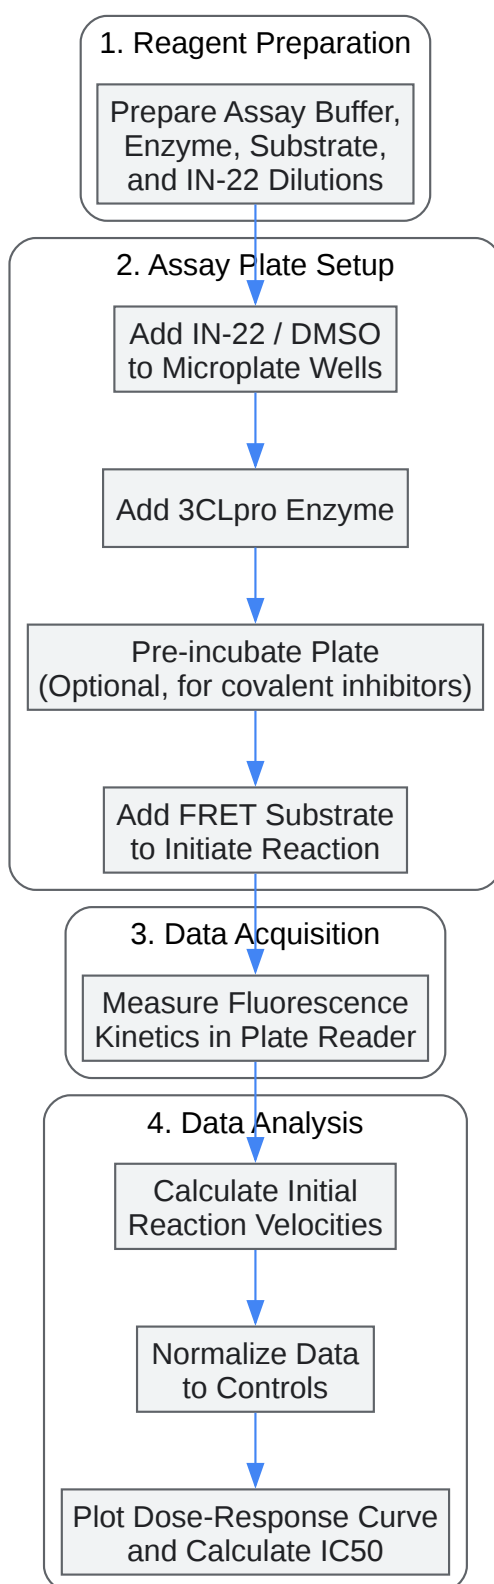 1. Reagent Preparation
Prepare Assay Buffer,
Enzyme, Substrate,
and IN-22 Dilutions
2. Assay Plate Setup
Add IN-22 / DMSO
to Microplate Wells
Add 3CLpro Enzyme
Pre-incubate Plate
(Optional, for covalent inhibitors)
Add FRET Substrate
to Initiate Reaction
3. Data Acquisition
Measure Fluorescence
Kinetics in Plate Reader
4. Data Analysis
Calculate Initial
Reaction Velocities
Normalize Data
to Controls
Plot Dose-Response Curve
and Calculate IC50